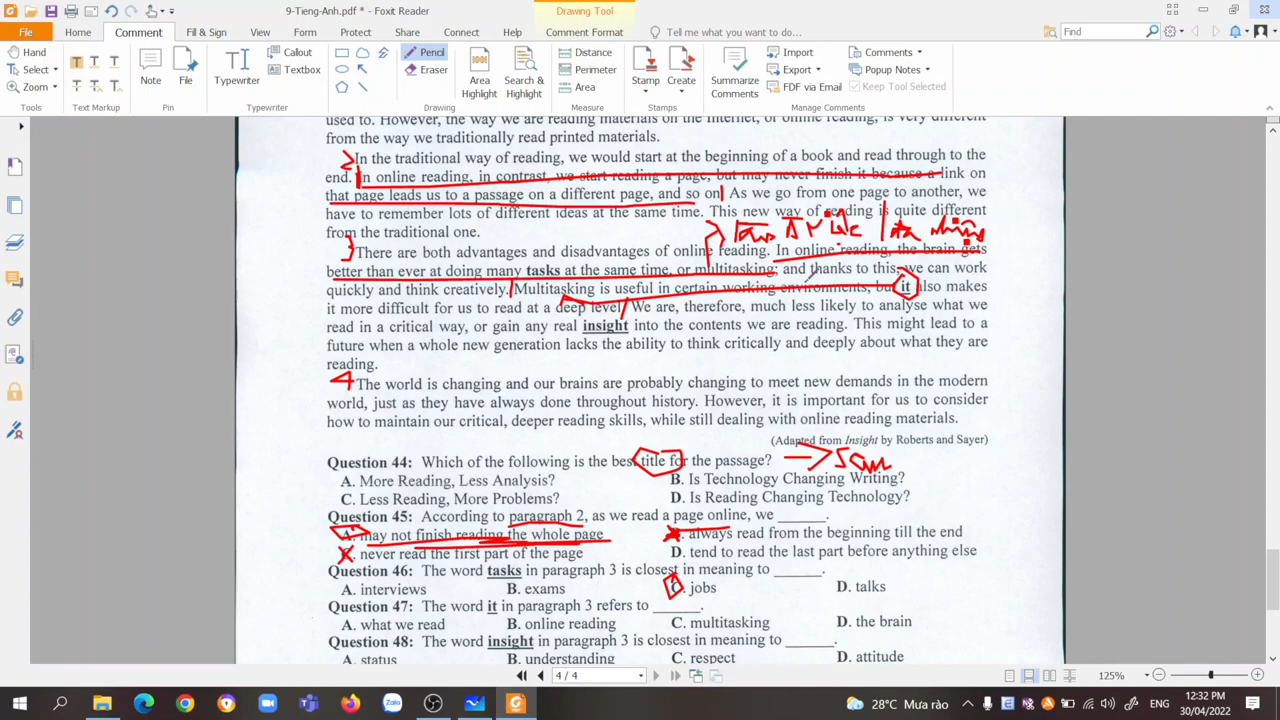 9-Tieng-Anh.pdf * - Foxit Reader
Drawing Tool
File Home Comment Fill & Sign View Form Protect Share Connect Help Comment Format Tell me what you want to do... Find
Hand
Select
Zoom
Tools
Text Markup
Note
File
Pin
Typewriter
Callout
Textbox
Typewriter
Pencil
Eraser
Drawing
Area Highlight
Search & Highlight
Distance
Perimeter
Area
Measure
Stamp
Create
Stamps
Summarize Comments
Import
Export
FDF via Email
Comments
Popup Notes
Keep Tool Selected
Manage Comments
used to. However, the way we are reading materials on the Internet, or online reading, is very different
from the way we traditionally read printed materials.
2 In the traditional way of reading, we would start at the beginning of a book and read through to the
end. In online reading, in contrast, we start reading a page, but may never finish it because a link on
that page leads us to a passage on a different page, and so on. As we go from one page to another, we
have to remember lots of different ideas at the same time. This new way of reading is quite different
from the traditional one.
3 There are both advantages and disadvantages of online reading. In online reading, the brain gets
better than ever at doing many tasks at the same time, or multitasking; and thanks to this, we can work
quickly and think creatively. Multitasking is useful in certain working environments, but it also makes
it more difficult for us to read at a deep level. We are, therefore, much less likely to analyse what we
read in a critical way, or gain any real insight into the contents we are reading. This might lead to a
future when a whole new generation lacks the ability to think critically and deeply about what they are
reading.
4 The world is changing and our brains are probably changing to meet new demands in the modern
world, just as they have always done throughout history. However, it is important for us to consider
how to maintain our critical, deeper reading skills, while still dealing with online reading materials.
(Adapted from Insight by Roberts and Sayer)
Question 44: Which of the following is the best title for the passage?
A. More Reading, Less Analysis? B. Is Technology Changing Writing?
C. Less Reading, More Problems? D. Is Reading Changing Technology?
Question 45: According to paragraph 2, as we read a page online, we ______.
A. may not finish reading the whole page B. always read from the beginning till the end
C. never read the first part of the page D. tend to read the last part before anything else
Question 46: The word tasks in paragraph 3 is closest in meaning to ______.
A. interviews B. exams C. jobs D. talks
Question 47: The word it in paragraph 3 refers to ______.
A. what we read B. online reading C. multitasking D. the brain
Question 48: The word insight in paragraph 3 is closest in meaning to ______.
A. status B. understanding C. respect D. attitude
4 / 4
125%
Zalo
28°C Mưa rào
12:32 PM
30/04/2022